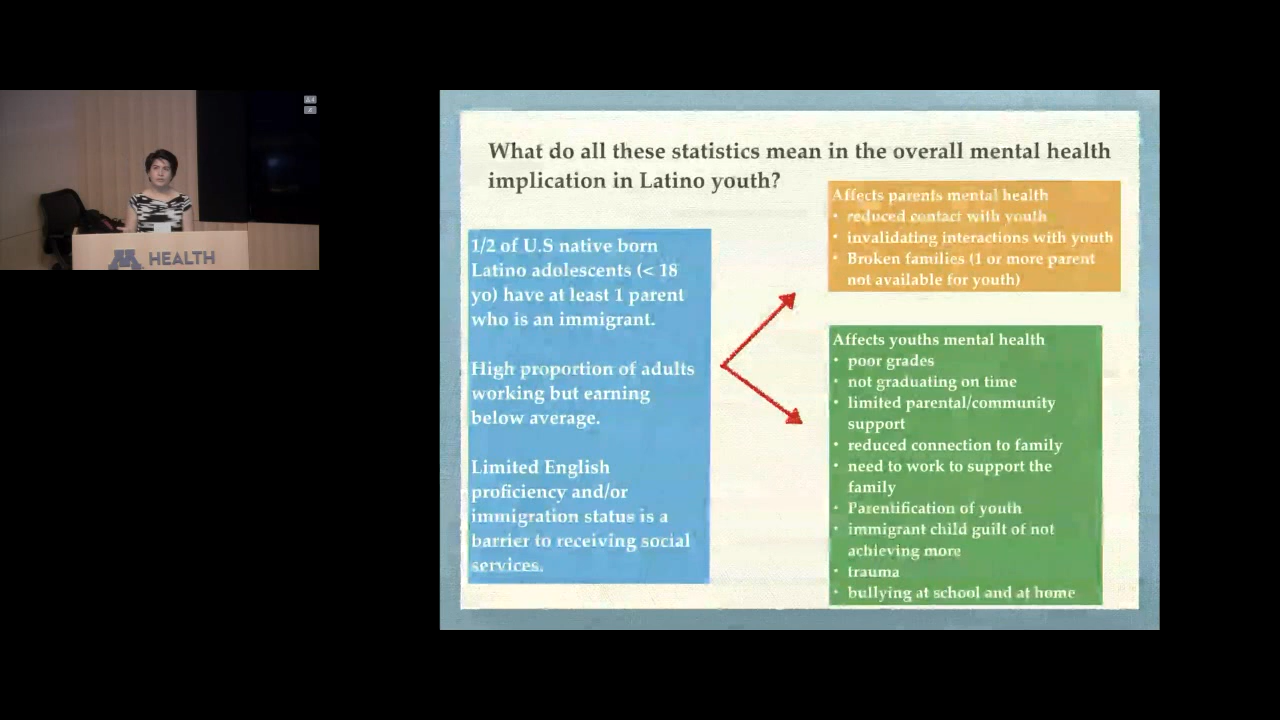 HEALTH
What do all these statistics mean in the overall mental health
implication in Latino youth?
1/2 of U.S native born
Latino adolescents (< 18
yo) have at least 1 parent
who is an immigrant.
High proportion of adults
working but earning
below average.
Limited English
proficiency and/or
immigration status is a
barrier to receiving social
services.
Affects parents mental health
• reduced contact with youth
• invalidating interactions with youth
• Broken families (1 or more parent
not available for youth)
Affects youths mental health
• poor grades
• not graduating on time
• limited parental/community
support
• reduced connection to family
• need to work to support the
family
• Parentification of youth
• immigrant child guilt of not
achieving more
• trauma
• bullying at school and at home